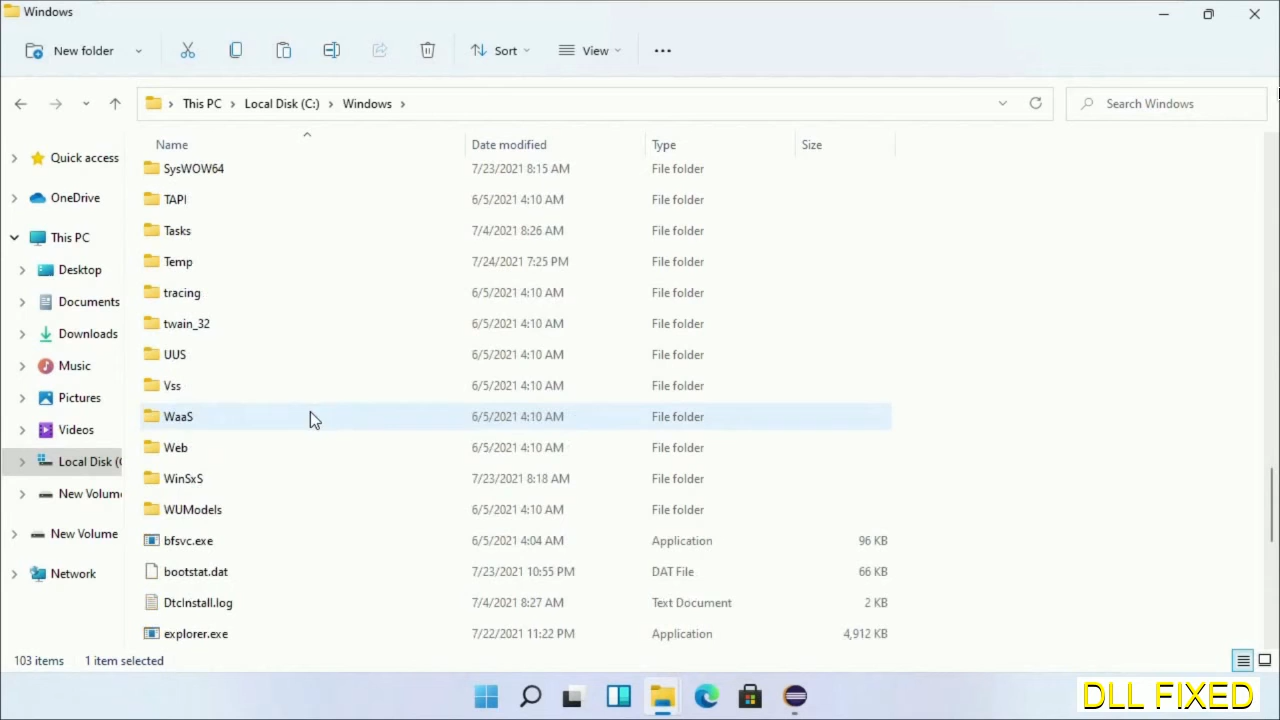 Windows
New folder Sort View
This PC Local Disk (C:) Windows Search Windows
Name Date modified Type Size
Quick access
OneDrive
This PC
Desktop
Documents
Downloads
Music
Pictures
Videos
Local Disk (C
New Volum
New Volume
Network
SysWOW64 7/23/2021 8:15 AM File folder
TAPI 6/5/2021 4:10 AM File folder
Tasks 7/4/2021 8:26 AM File folder
Temp 7/24/2021 7:25 PM File folder
tracing 6/5/2021 4:10 AM File folder
twain_32 6/5/2021 4:10 AM File folder
UUS 6/5/2021 4:10 AM File folder
Vss 6/5/2021 4:10 AM File folder
WaaS 6/5/2021 4:10 AM File folder
Web 6/5/2021 4:10 AM File folder
WinSxS 7/23/2021 8:18 AM File folder
WUModels 6/5/2021 4:10 AM File folder
bfsvc.exe 6/5/2021 4:04 AM Application 96 KB
bootstat.dat 7/23/2021 10:55 PM DAT File 66 KB
DtcInstall.log 7/4/2021 8:27 AM Text Document 2 KB
explorer.exe 7/22/2021 11:22 PM Application 4,912 KB
103 items 1 item selected
DLL FIXED